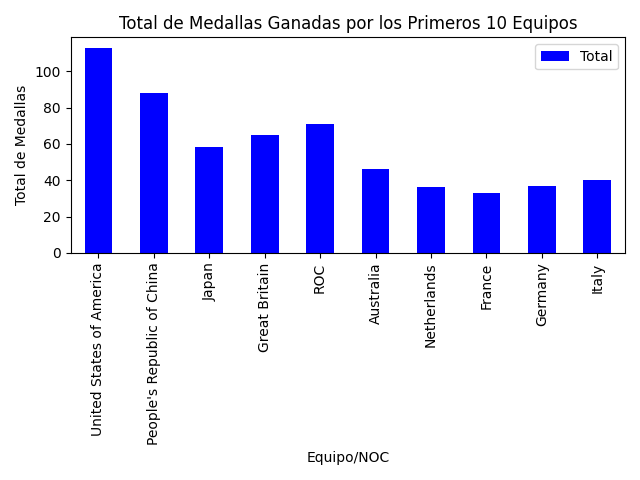 Total de Medallas Ganadas por los Primeros 10 Equipos
Total
Total de Medallas
100
80
60
40
20
0
United States of America
People's Republic of China
Japan
Great Britain
ROC
Australia
Netherlands
France
Germany
Italy
Equipo/NOC